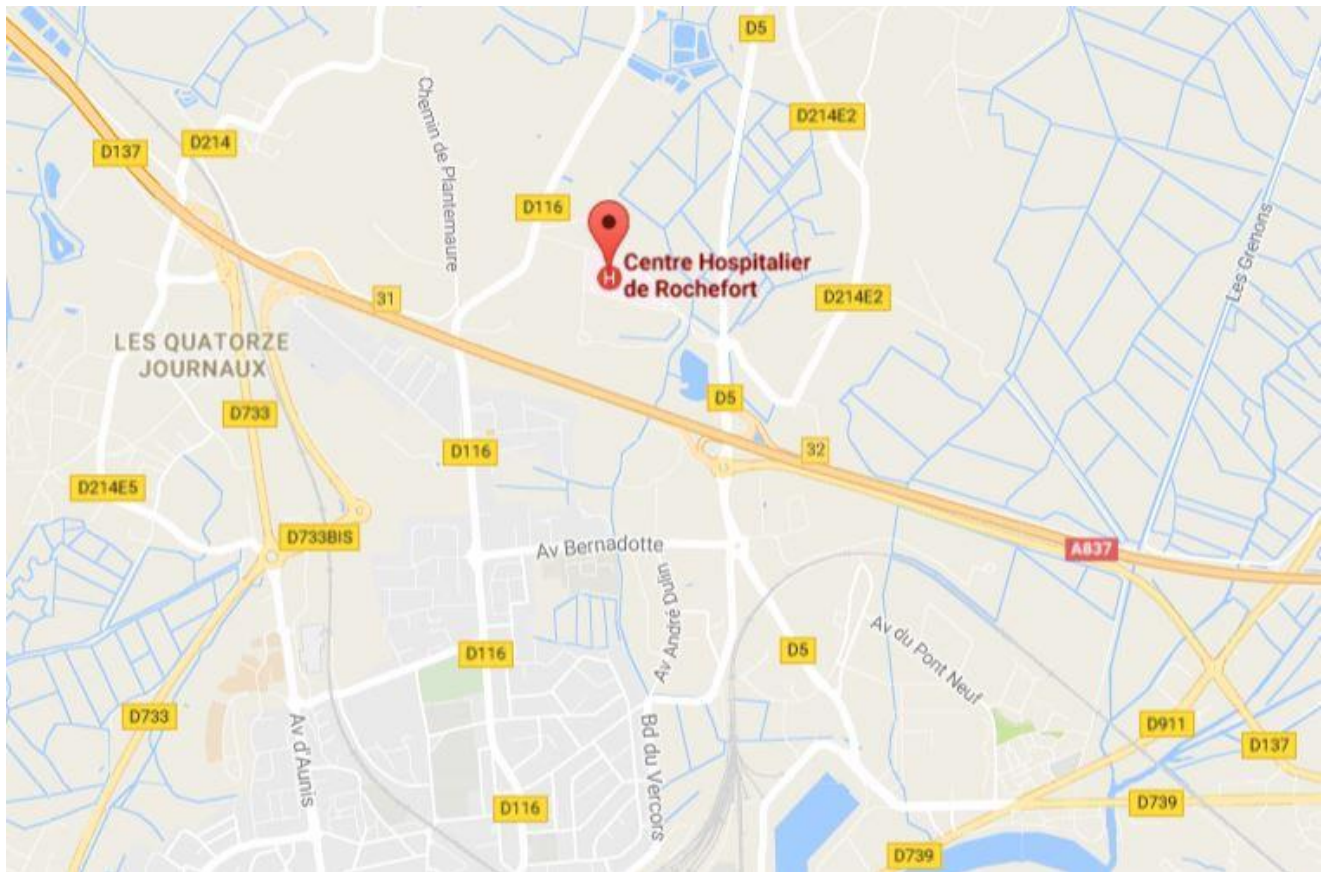 D5
D214E2
D137
D214
Chemin de Plantemaure
D116
Les Grenons
Centre Hospitalier
de Rochefort
H
31
D214E2
LES QUATORZE
JOURNAUX
D5
D733
D116
32
D214E5
D733BIS
Av Bernadotte
A837
Av André Dulin
D116
D5
Av du Pont Neuf
D733
Av d'Aunis
Bd du Vercors
D911
D137
D116
D739
D739